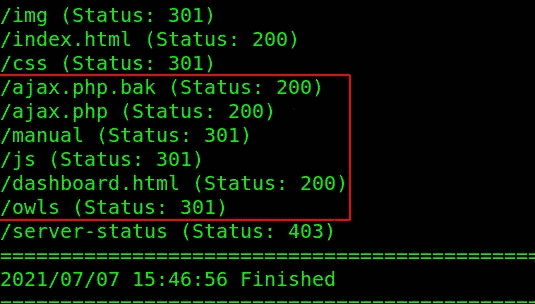 /img (Status: 301)
/index.html (Status: 200)
/css (Status: 301)
/ajax.php.bak (Status: 200)
/ajax.php (Status: 200)
/manual (Status: 301)
/js (Status: 301)
/dashboard.html (Status: 200)
/owls (Status: 301)
/server-status (Status: 403)
=============================================
2021/07/07 15:46:56 Finished
=============================================